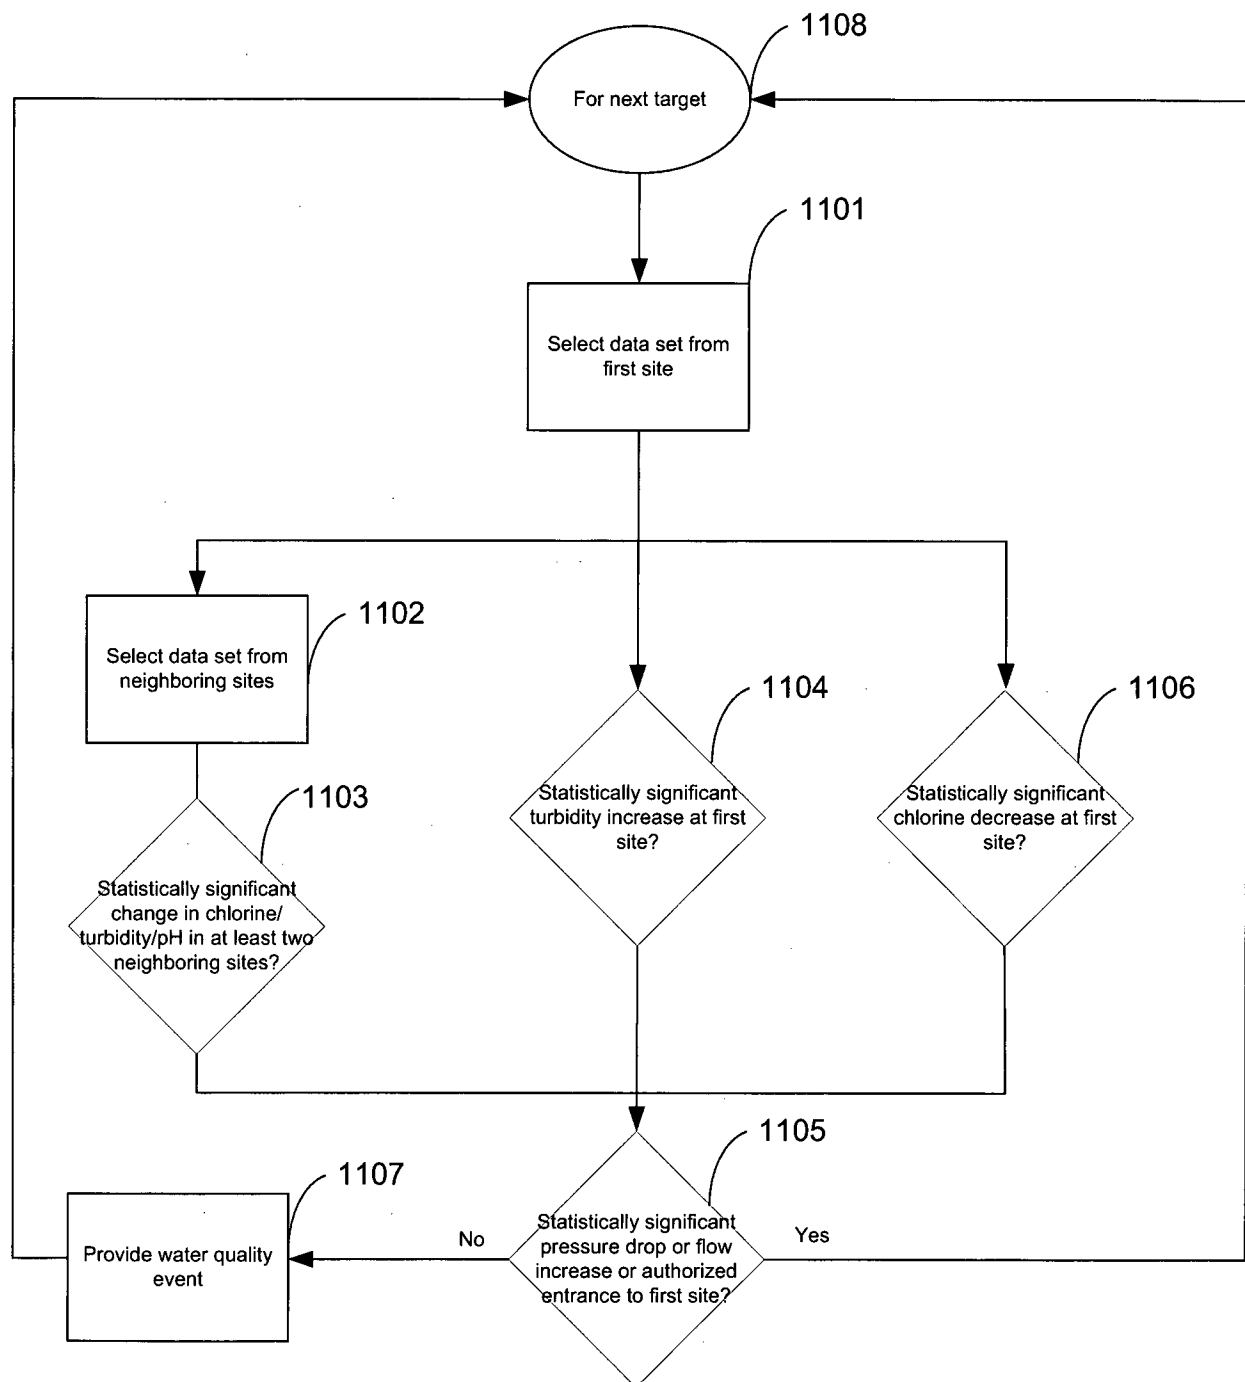 1108
For next target
1101
Select data set from
first site
1102
Select data set from
neighboring sites
1104
1106
1103
Statistically significant
turbidity increase at first
site?
Statistically significant
chlorine decrease at first
site?
Statistically significant
change in chlorine/
turbidity/pH in at least two
neighboring sites?
1105
1107
Statistically significant
pressure drop or flow
increase or authorized
entrance to first site?
No
Yes
Provide water quality
event